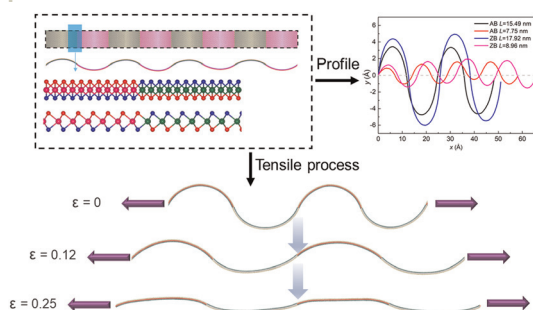 Profile
AB L=15.49 nm
AB L=7.75 nm
ZB L=17.92 nm
ZB L=8.96 nm
y (Å)
6
4
2
0
-2
-4
-6
0 10 20 30 40 50 60
x (Å)
Tensile process
ε = 0
ε = 0.12
ε = 0.25